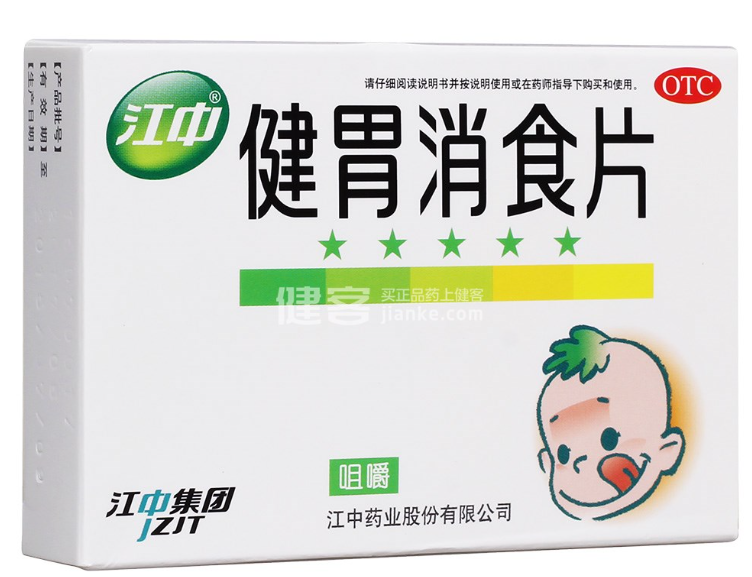 【产品批号】
【有效期】至
【生产日期】
江中®
请仔细阅读说明书并按说明使用或在药师指导下购买和使用。
OTC
健胃消食片
健客
买正品药上健客
jianke.com
咀嚼
江中集团
JZJT
江中药业股份有限公司